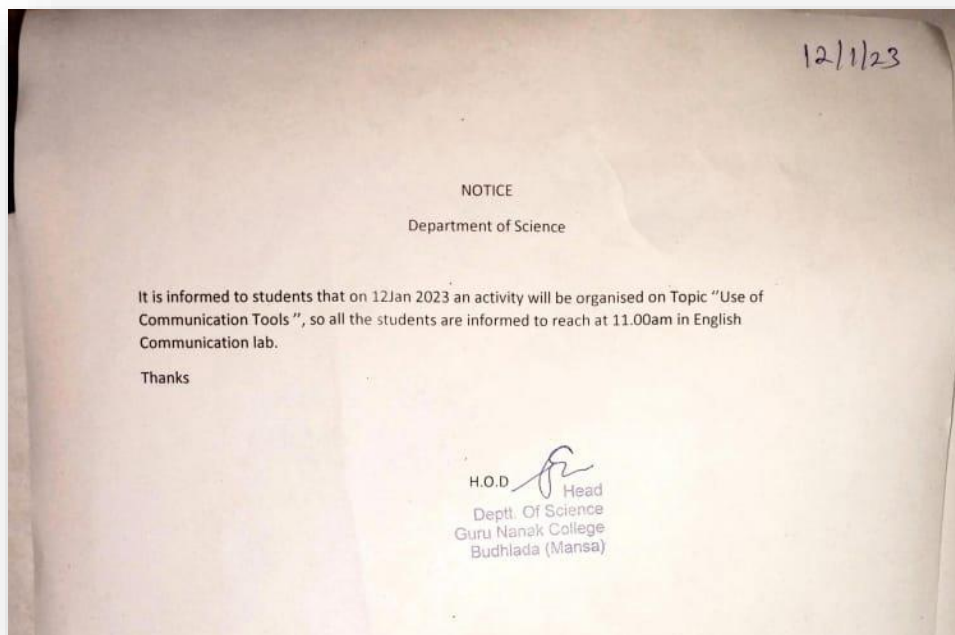 12/1/23
NOTICE
Department of Science
It is informed to students that on 12Jan 2023 an activity will be organised on Topic “Use of
Communication Tools ”, so all the students are informed to reach at 11.00am in English
Communication lab.
Thanks
H.O.D
Head
Deptt. Of Science
Guru Nanak College
Budhlada (Mansa)